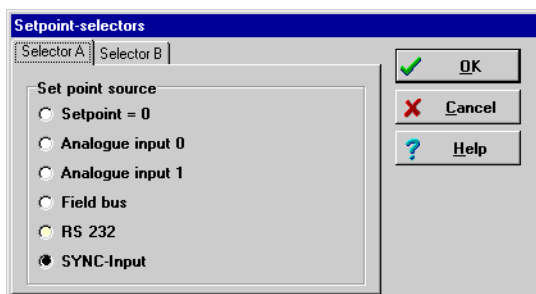 Setpoint-selectors
Selector A
Selector B
Set point source
Setpoint = 0
Analogue input 0
Analogue input 1
Field bus
RS 232
SYNC-Input
OK
Cancel
Help